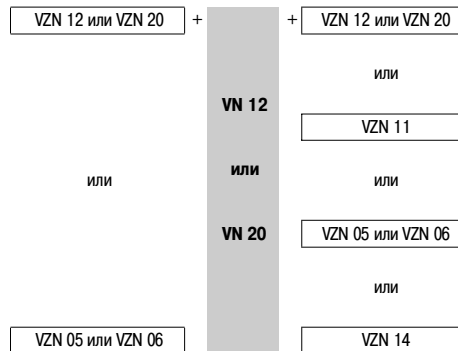 VZN 12 или VZN 20 + + VZN 12 или VZN 20
или
VN 12
VZN 11
или или или
VN 20 VZN 05 или VZN 06
или
VZN 05 или VZN 06 VZN 14